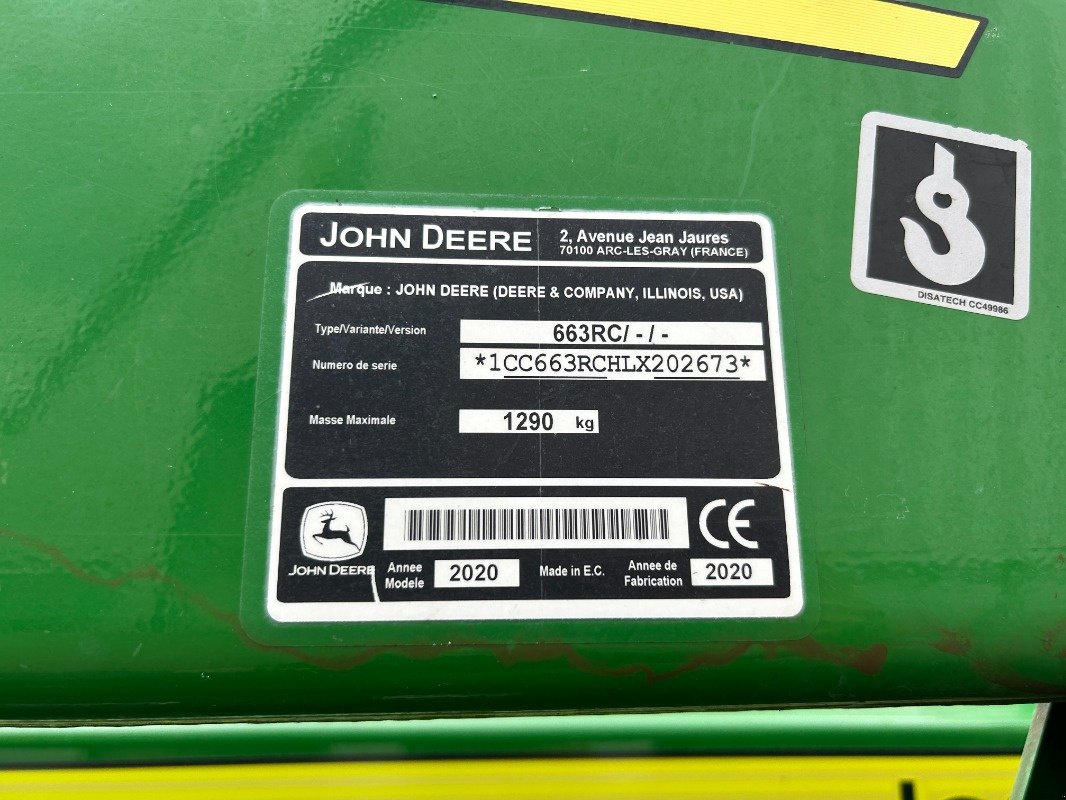 JOHN DEERE
2, Avenue Jean Jaures
70100 ARC-LES-GRAY (FRANCE)
Marque : JOHN DEERE (DEERE & COMPANY, ILLINOIS, USA)
Type/Variante/Version 663RC/ - / -
Numero de serie *1CC663RCHLX202673*
Masse Maximale 1290 kg
CE
JOHN DEERE
Annee Modele 2020
Made in E.C.
Annee de Fabrication 2020
DISATECH CC49986